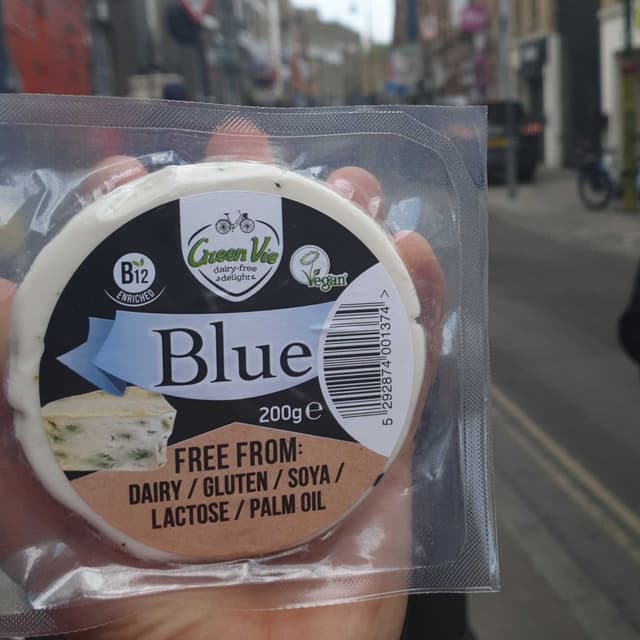 Green Vie
dairy-free
delight
B12
ENRICHED
Vegan
Blue
200g ℮
5 292874 001374 >
FREE FROM:
DAIRY / GLUTEN / SOYA /
LACTOSE / PALM OIL